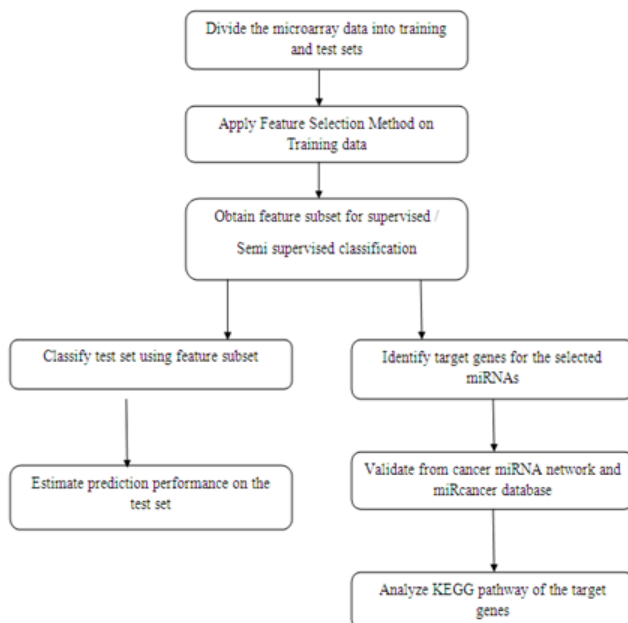 Divide the microarray data into training
and test sets
Apply Feature Selection Method on
Training data
Obtain feature subset for supervised /
Semi supervised classification
Classify test set using feature subset
Estimate prediction performance on the
test set
Identify target genes for the selected
miRNAs
Validate from cancer miRNA network and
miRcancer database
Analyze KEGG pathway of the target
genes